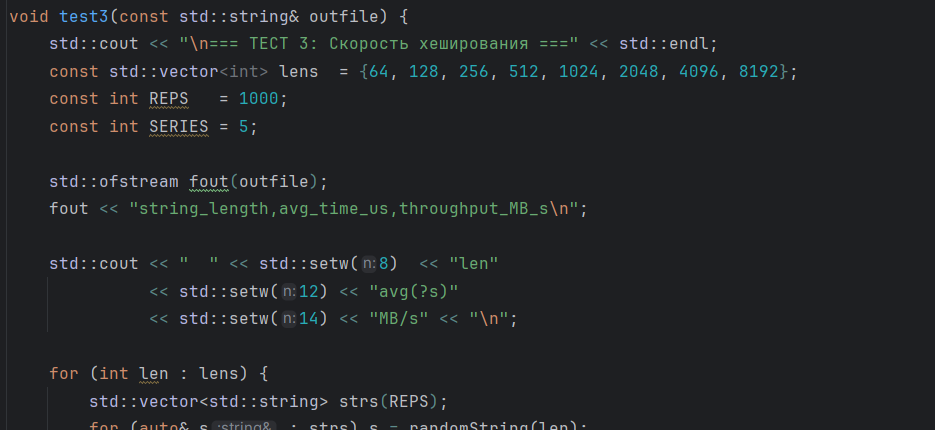 void test3(const std::string& outfile) {
    std::cout << "\n=== ТЕСТ 3: Скорость хеширования ===" << std::endl;
    const std::vector<int> lens  = {64, 128, 256, 512, 1024, 2048, 4096, 8192};
    const int REPS   = 1000;
    const int SERIES = 5;

    std::ofstream fout(outfile);
    fout << "string_length,avg_time_us,throughput_MB_s\n";

    std::cout << "  " << std::setw(n:8)  << "len"
              << std::setw(n:12) << "avg(?s)"
              << std::setw(n:14) << "MB/s" << "\n";

    for (int len : lens) {
        std::vector<std::string> strs(REPS);
        for (auto& s:string& : strs) s = randomString(len);